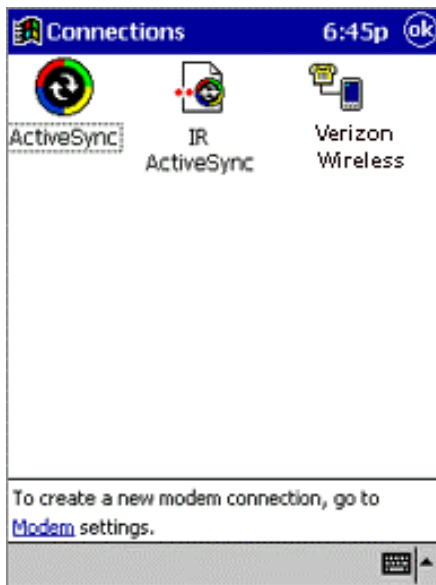 Connections 6:45p ok
ActiveSync
IR
ActiveSync
Verizon
Wireless
To create a new modem connection, go to
Modem settings.